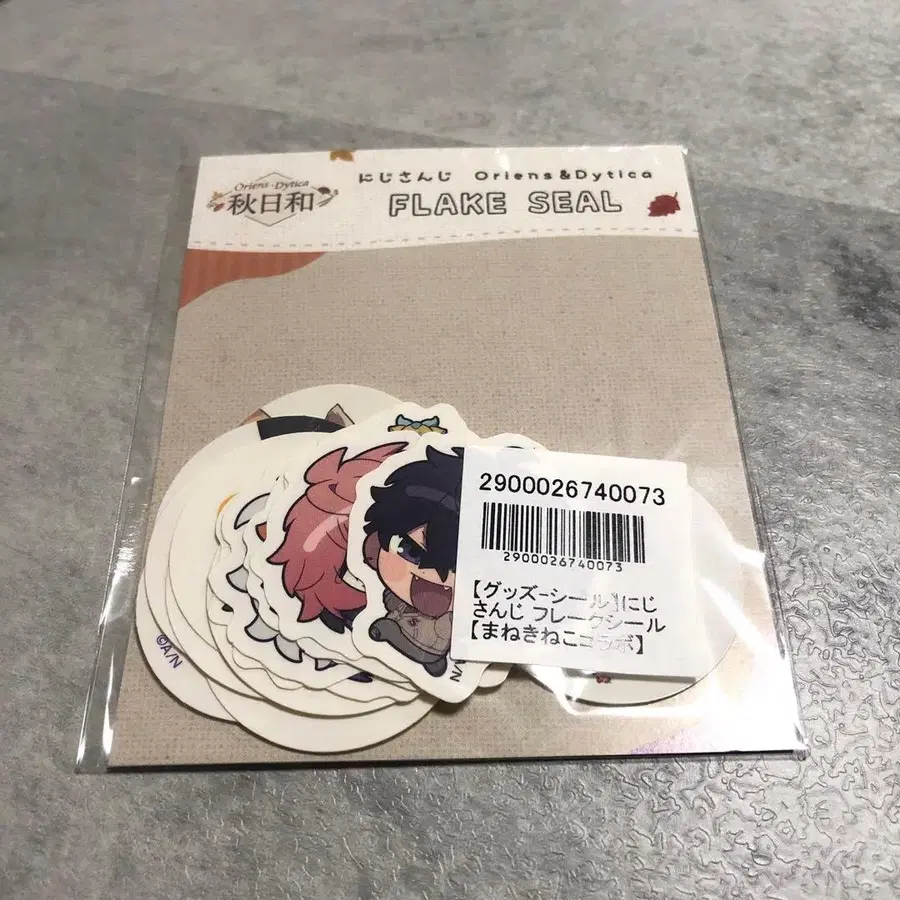 にじさんじ Oriens&Dytica
Oriens・Dytica
秋日和
FLAKE SEAL
2900026740073
2900026740073
【グッズ-シール】にじ
さんじ フレークシール
【まねきねこコラボ】
©A/N